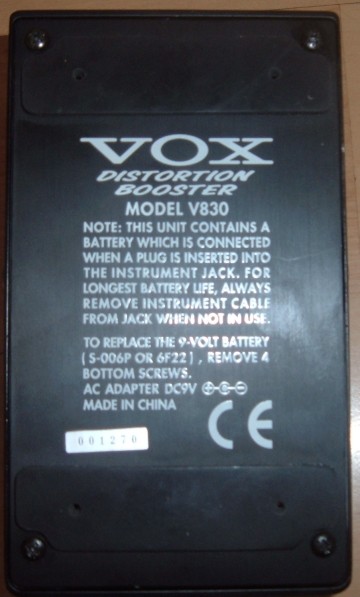 VOX
DISTORTION
BOOSTER
MODEL V830
NOTE: THIS UNIT CONTAINS A
BATTERY WHICH IS CONNECTED
WHEN A PLUG IS INSERTED INTO
THE INSTRUMENT JACK. FOR
LONGEST BATTERY LIFE, ALWAYS
REMOVE INSTRUMENT CABLE
FROM JACK WHEN NOT IN USE.
TO REPLACE THE 9-VOLT BATTERY
(S-006P OR 6F22), REMOVE 4
BOTTOM SCREWS.
AC ADAPTER DC9V
MADE IN CHINA
CE
001270